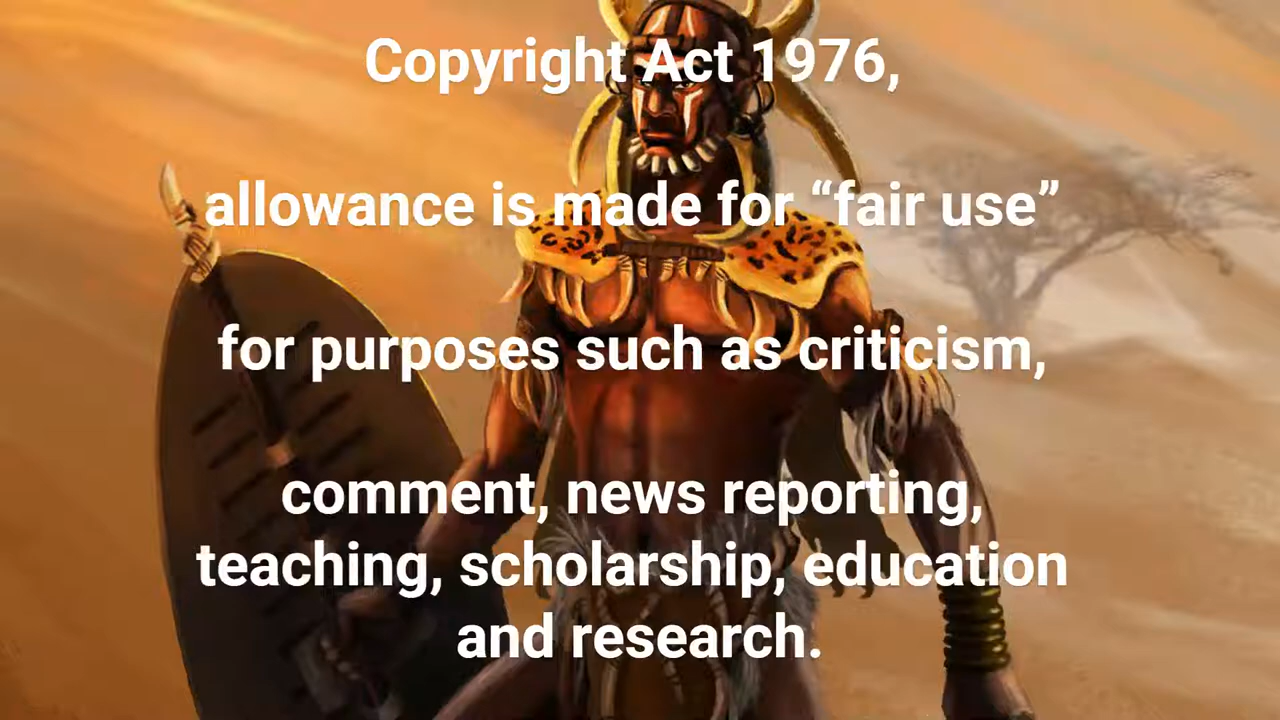 Copyright Act 1976,
allowance is made for “fair use”
for purposes such as criticism,
comment, news reporting,
teaching, scholarship, education
and research.